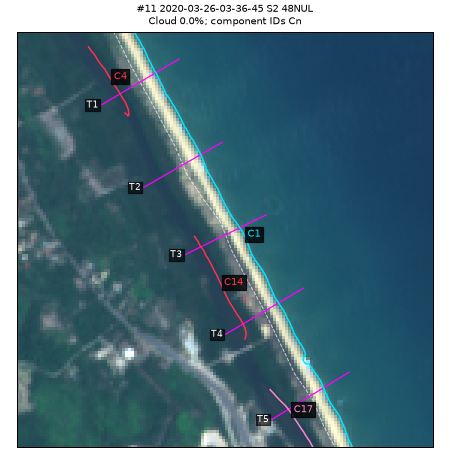 #11 2020-03-26-03-36-45 S2 48NUL
Cloud 0.0%; component IDs Cn
C4
T1
T2
C1
T3
C14
T4
C17
T5